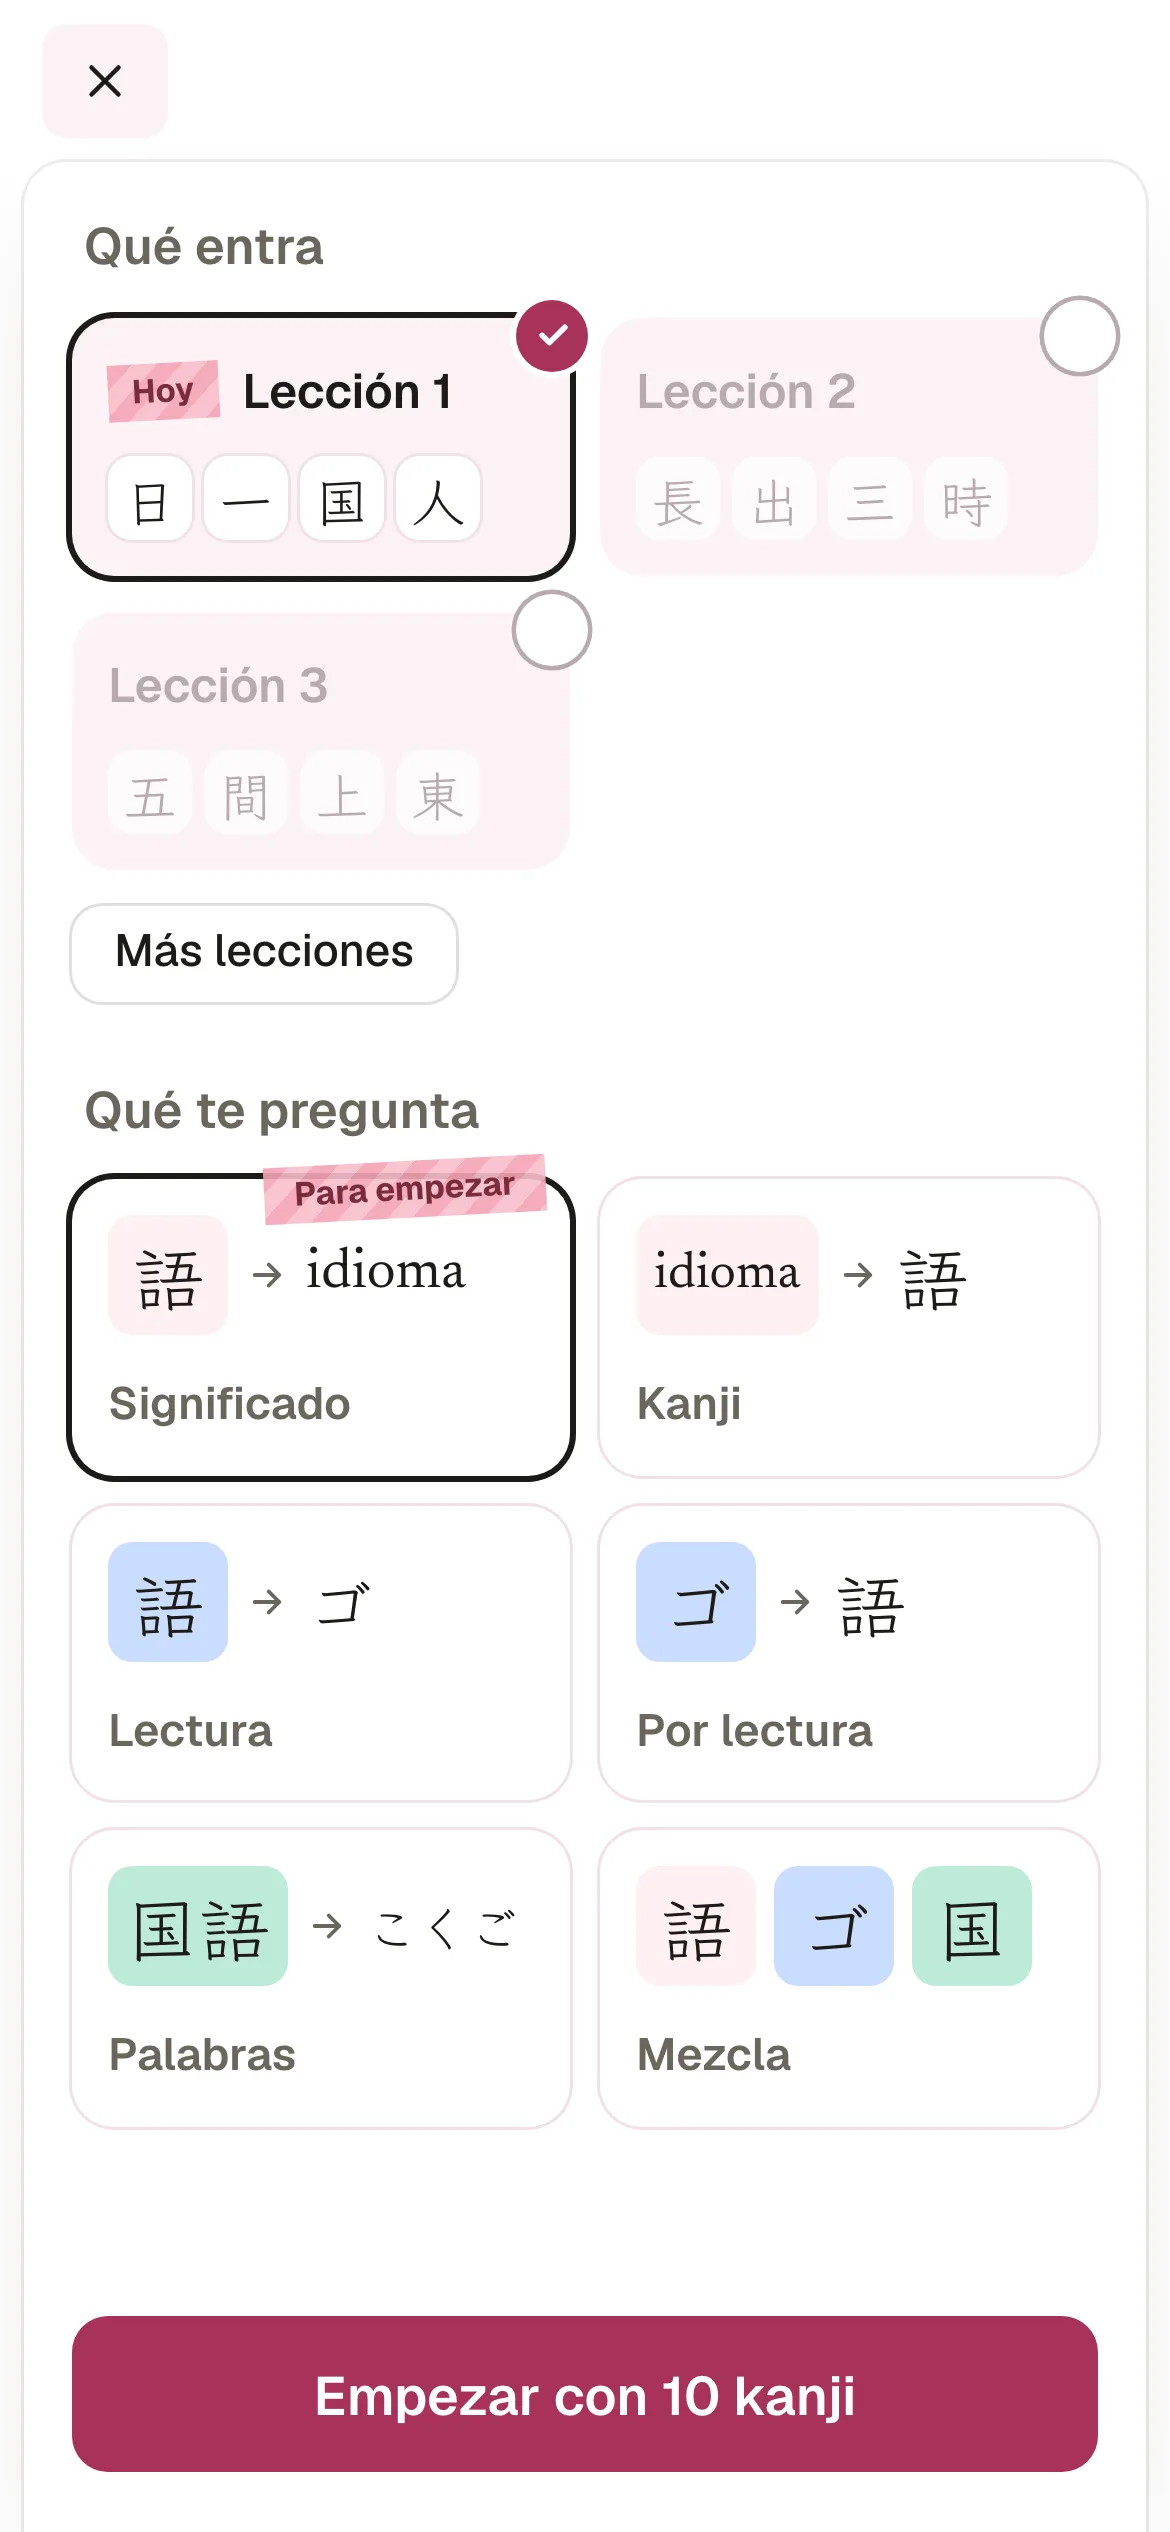 Qué entra
Hoy Lección 1
日 一 国 人
Lección 2
長 出 三 時
Lección 3
五 間 上 東
Más lecciones
Qué te pregunta
Para empezar
語 → idioma
Significado
idioma → 語
Kanji
語 → ゴ
Lectura
ゴ → 語
Por lectura
国語 → こくご
Palabras
語 ゴ 国
Mezcla
Empezar con 10 kanji